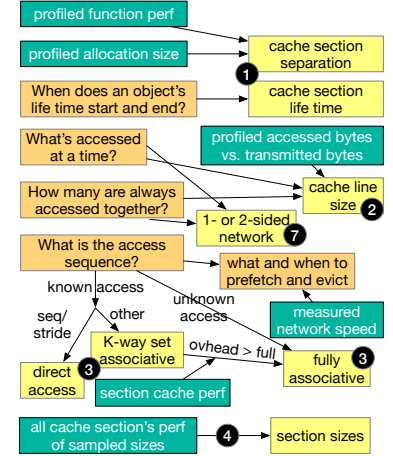 profiled function perf
profiled allocation size
cache section
separation
1
When does an object's
life time start and end?
cache section
life time
What's accessed
at a time?
profiled accessed bytes
vs. transmitted bytes
How many are always
accessed together?
cache line
size
2
1- or 2-sided
network
7
What is the access
sequence?
what and when to
prefetch and evict
known access
unknown
access
seq/
stride
other
measured
network speed
K-way set
associative
ovhead > full
fully
associative
3
direct
access
3
section cache perf
all cache section's perf
of sampled sizes
4
section sizes